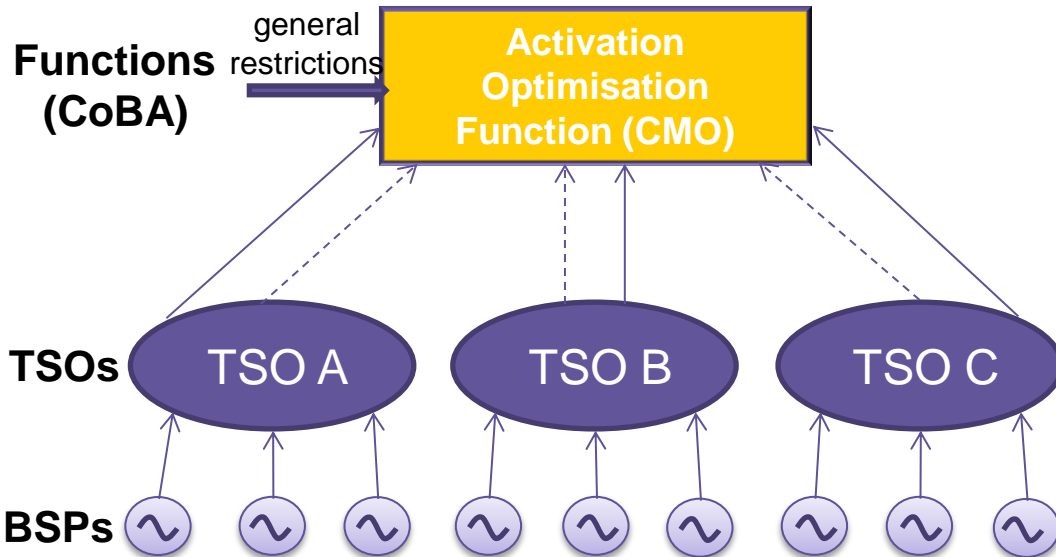 general
restrictions
Functions
(CoBA)
Activation
Optimisation
Function (CMO)
TSOs
TSO A
TSO B
TSO C
BSPs